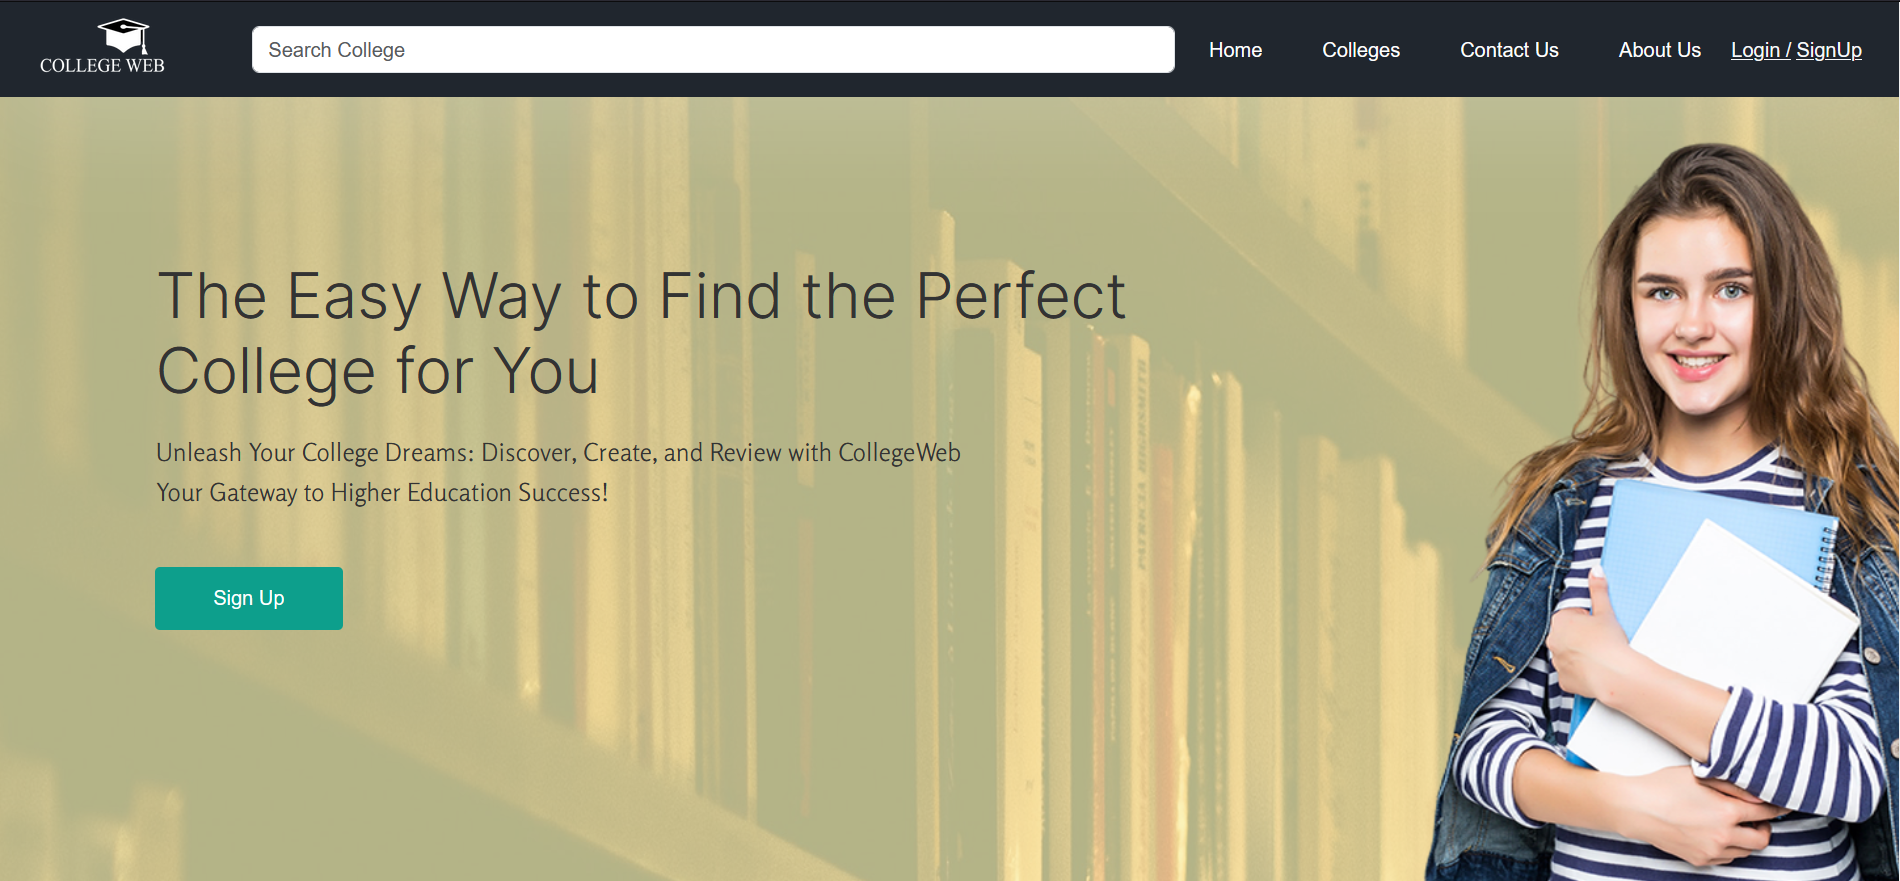 COLLEGE WEB
Search College
Home Colleges Contact Us About Us Login / SignUp
The Easy Way to Find the Perfect
College for You
Unleash Your College Dreams: Discover, Create, and Review with CollegeWeb
Your Gateway to Higher Education Success!
Sign Up